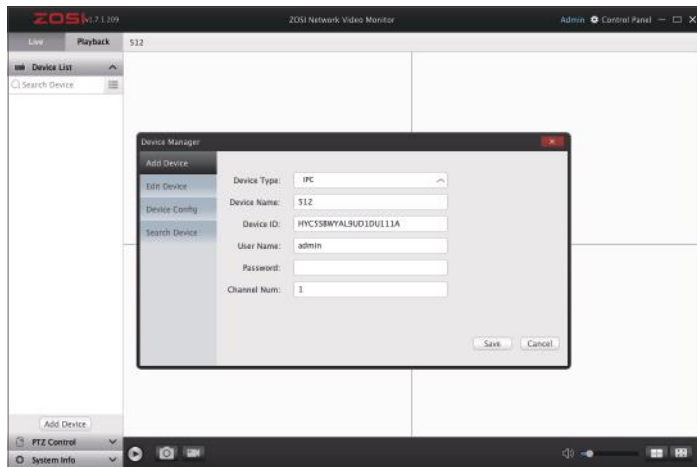 ZOSI v1.7.1.209 ZOSI Network Video Monitor Admin Control Panel
Live Playback 512
Device List
Search Device
Device Manager
Add Device
Edit Device
Device Config
Search Device
Device Type: IPC
Device Name: 512
Device ID: HYC5SBWYAL9UD1DU111A
User Name: admin
Password:
Channel Num: 1
Save Cancel
Add Device
PTZ Control
System Info